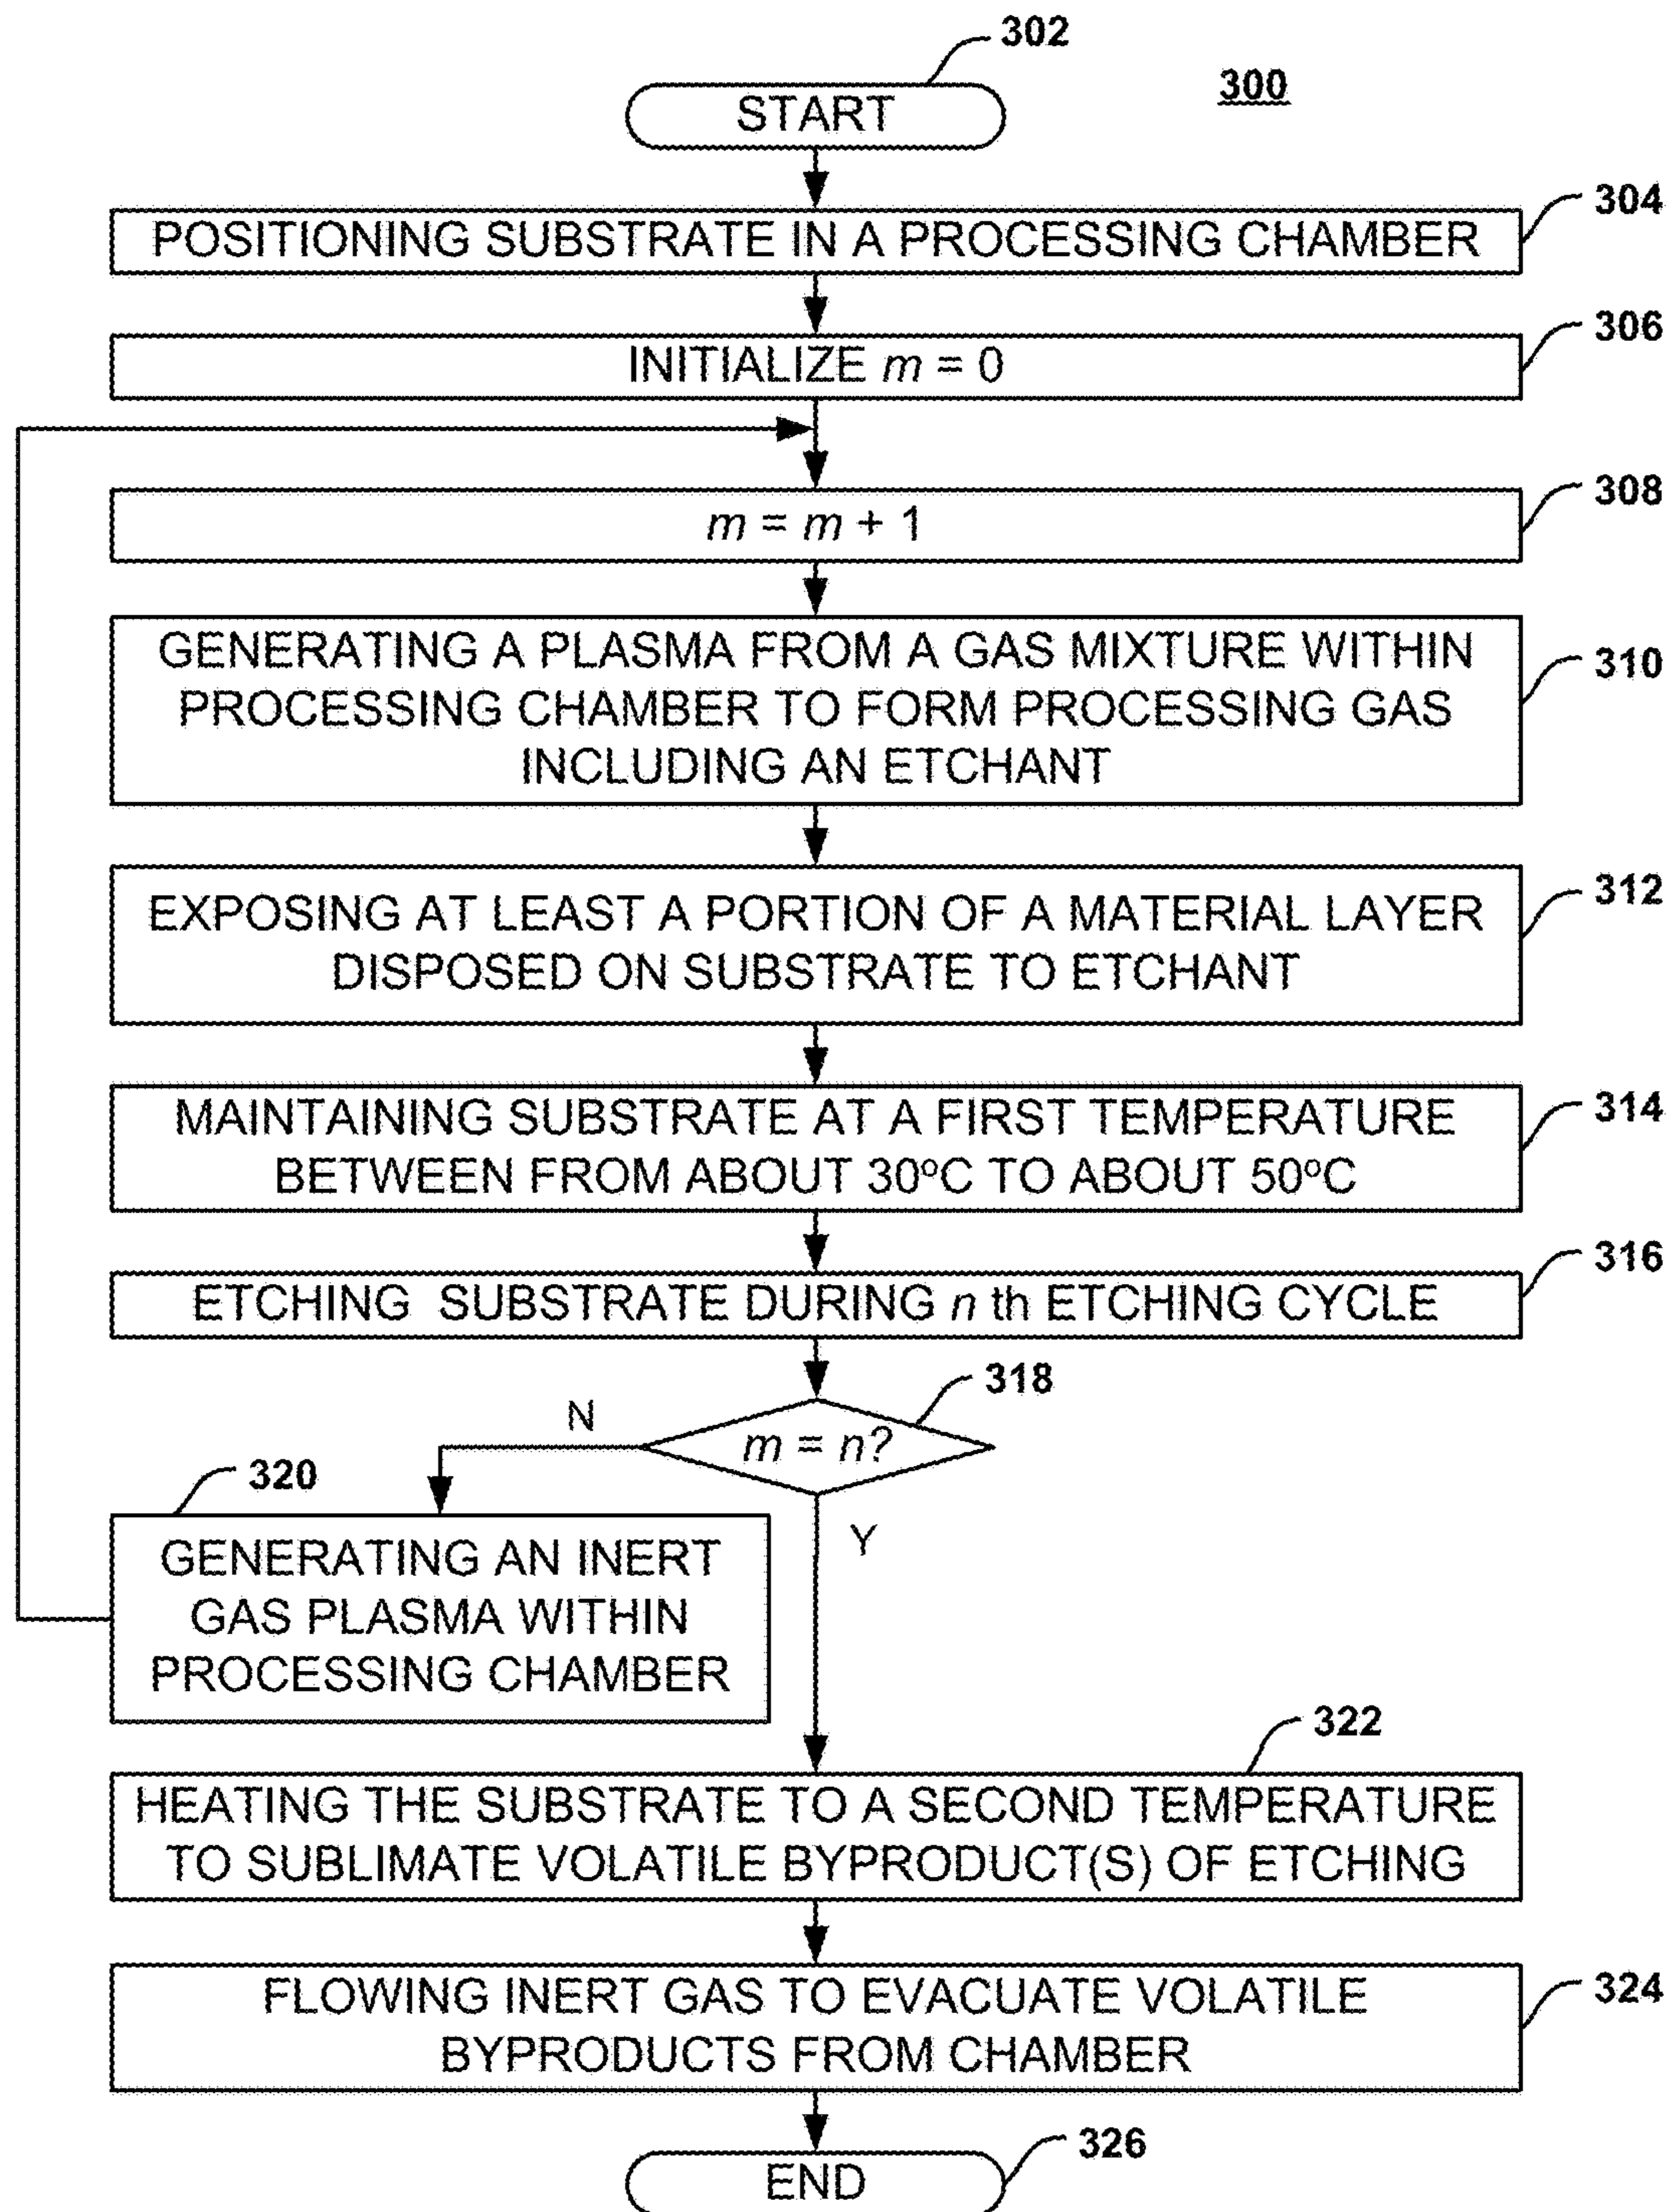 302
300
START
304
POSITIONING SUBSTRATE IN A PROCESSING CHAMBER
306
INITIALIZE m = 0
308
m = m + 1
GENERATING A PLASMA FROM A GAS MIXTURE WITHIN
PROCESSING CHAMBER TO FORM PROCESSING GAS
INCLUDING AN ETCHANT
310
EXPOSING AT LEAST A PORTION OF A MATERIAL LAYER
DISPOSED ON SUBSTRATE TO ETCHANT
312
MAINTAINING SUBSTRATE AT A FIRST TEMPERATURE
BETWEEN FROM ABOUT 30ºC TO ABOUT 50ºC
314
316
ETCHING SUBSTRATE DURING n th ETCHING CYCLE
318
N
m = n?
320
Y
GENERATING AN INERT
GAS PLASMA WITHIN
PROCESSING CHAMBER
322
HEATING THE SUBSTRATE TO A SECOND TEMPERATURE
TO SUBLIMATE VOLATILE BYPRODUCT(S) OF ETCHING
FLOWING INERT GAS TO EVACUATE VOLATILE
BYPRODUCTS FROM CHAMBER
324
326
END